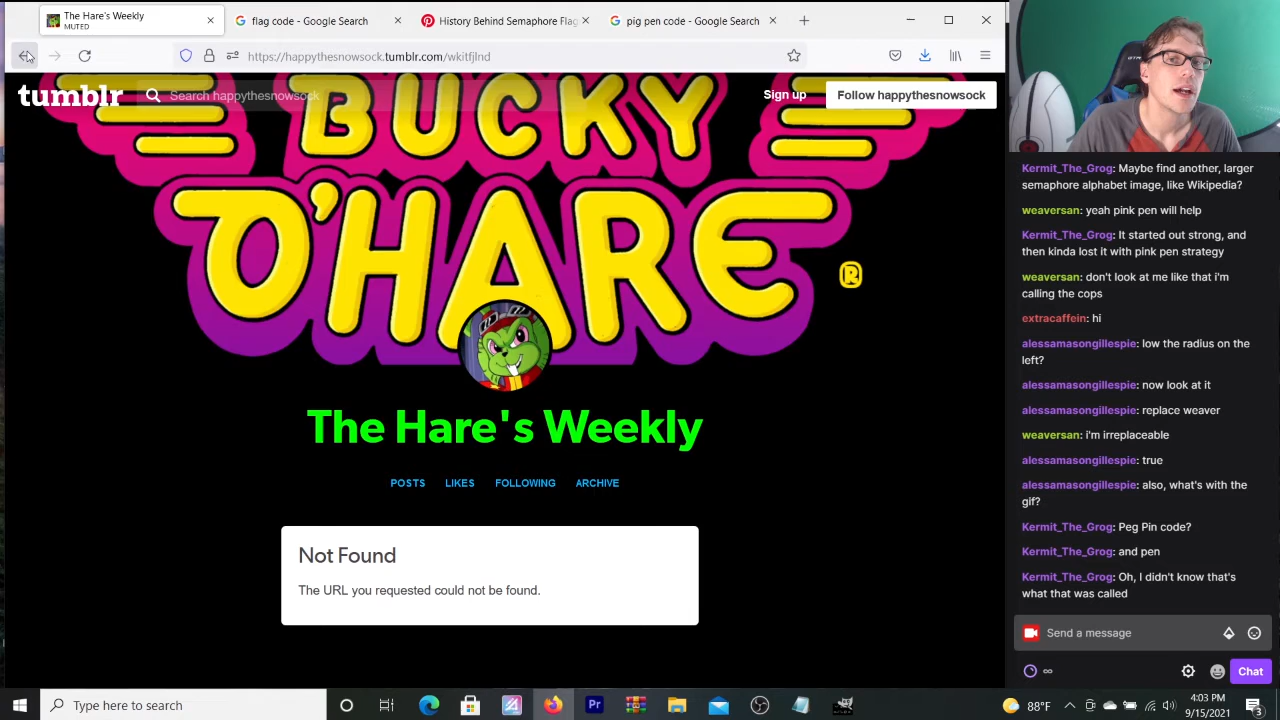 The Hare's Weekly
MUTED
flag code - Google Search
History Behind Semaphore Flag
pig pen code - Google Search
https://happythesnowsock.tumblr.com/wkitfjlnd
tumblr
Search happythesnowsock
Sign up
Follow happythesnowsock
BUCKY
O'HARE
®
The Hare's Weekly
POSTS LIKES FOLLOWING ARCHIVE
Not Found
The URL you requested could not be found.
Kermit_The_Grog: Maybe find another, larger
semaphore alphabet image, like Wikipedia?
weaversan: yeah pink pen will help
Kermit_The_Grog: It started out strong, and
then kinda lost it with pink pen strategy
weaversan: don't look at me like that i'm
calling the cops
extracaffein: hi
alessamasongillespie: low the radius on the
left?
alessamasongillespie: now look at it
alessamasongillespie: replace weaver
weaversan: i'm irreplaceable
alessamasongillespie: true
alessamasongillespie: also, what's with the
gif?
Kermit_The_Grog: Peg Pin code?
Kermit_The_Grog: and pen
Kermit_The_Grog: Oh, I didn't know that's
what that was called
Send a message
Chat
Type here to search
Pr
88°F
4:03 PM
9/15/2021
3